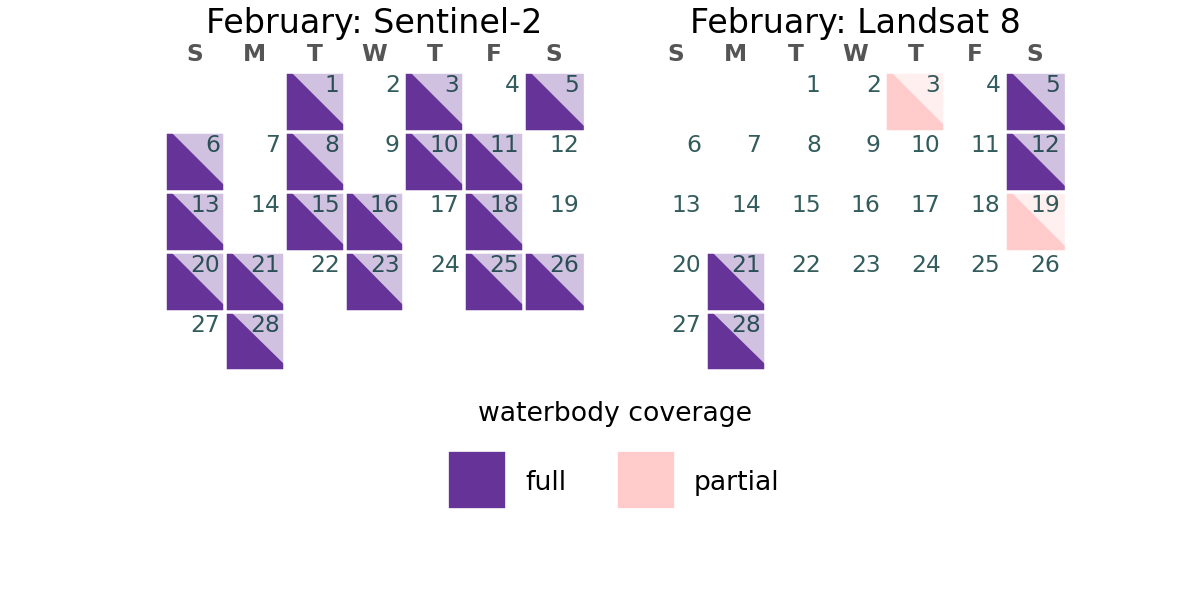 February: Sentinel-2
S M T W T F S
1 2 3 4 5
6 7 8 9 10 11 12
13 14 15 16 17 18 19
20 21 22 23 24 25 26
27 28
February: Landsat 8
S M T W T F S
1 2 3 4 5
6 7 8 9 10 11 12
13 14 15 16 17 18 19
20 21 22 23 24 25 26
27 28
waterbody coverage
full partial